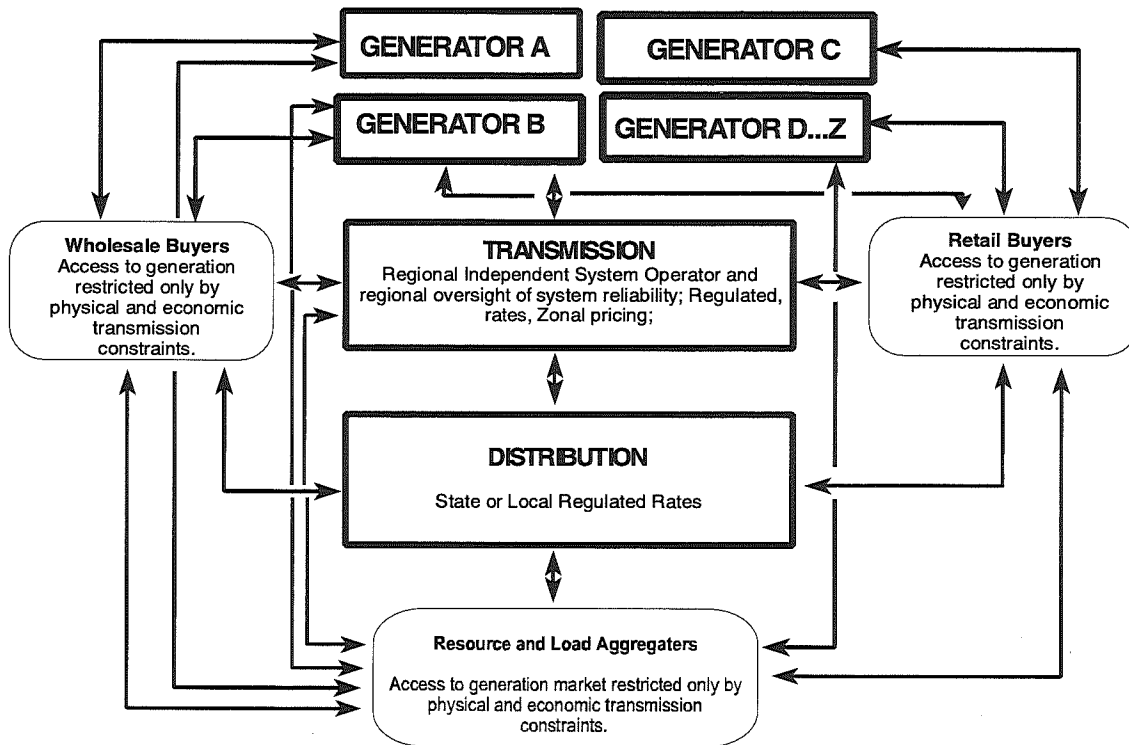 GENERATOR A
GENERATOR C
GENERATOR B
GENERATOR D...Z
Wholesale Buyers
Access to generation
restricted only by
physical and economic
transmission
constraints.
TRANSMISSION
Regional Independent System Operator and
regional oversight of system reliability; Regulated,
rates, Zonal pricing;
Retail Buyers
Access to generation
restricted only by
physical and economic
transmission
constraints.
DISTRIBUTION
State or Local Regulated Rates
Resource and Load Aggregaters
Access to generation market restricted only by
physical and economic transmission
constraints.